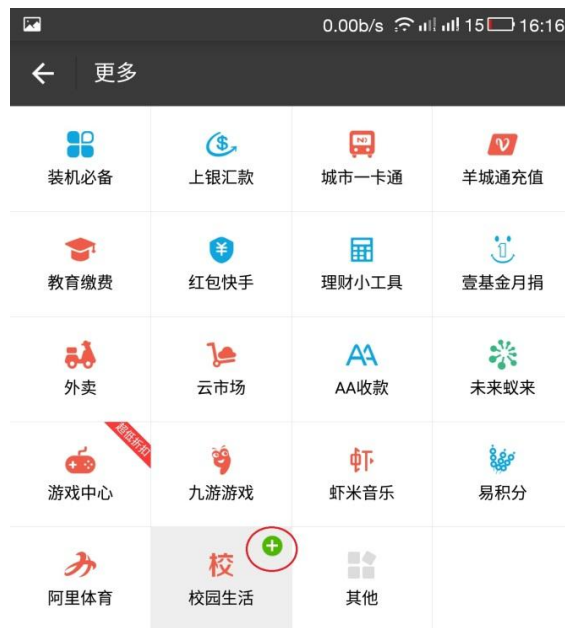 0.00b/s 15 16:16
更多
装机必备 上银汇款 城市一卡通 羊城通充值
教育缴费 红包快手 理财小工具 壹基金月捐
外卖 云市场 AA收款 未来蚁来
超低折扣
游戏中心 九游游戏 虾米音乐 易积分
校
阿里体育 校园生活 其他